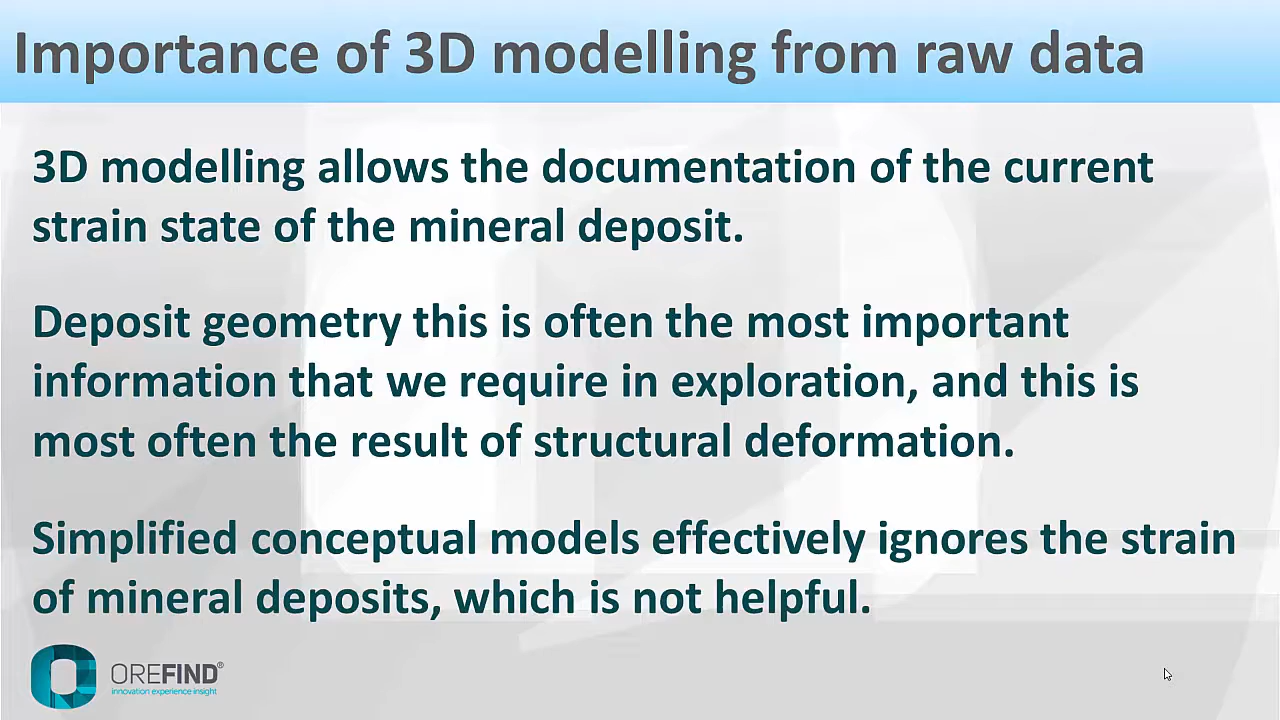 Importance of 3D modelling from raw data
3D modelling allows the documentation of the current
strain state of the mineral deposit.
Deposit geometry this is often the most important
information that we require in exploration, and this is
most often the result of structural deformation.
Simplified conceptual models effectively ignores the strain
of mineral deposits, which is not helpful.
OREFIND®
innovation experience insight